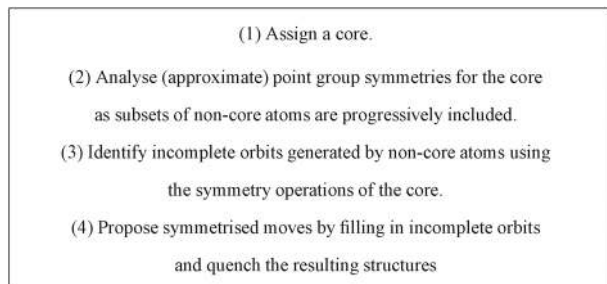 (1) Assign a core.
(2) Analyse (approximate) point group symmetries for the core
as subsets of non-core atoms are progressively included.
(3) Identify incomplete orbits generated by non-core atoms using
the symmetry operations of the core.
(4) Propose symmetrised moves by filling in incomplete orbits
and quench the resulting structures